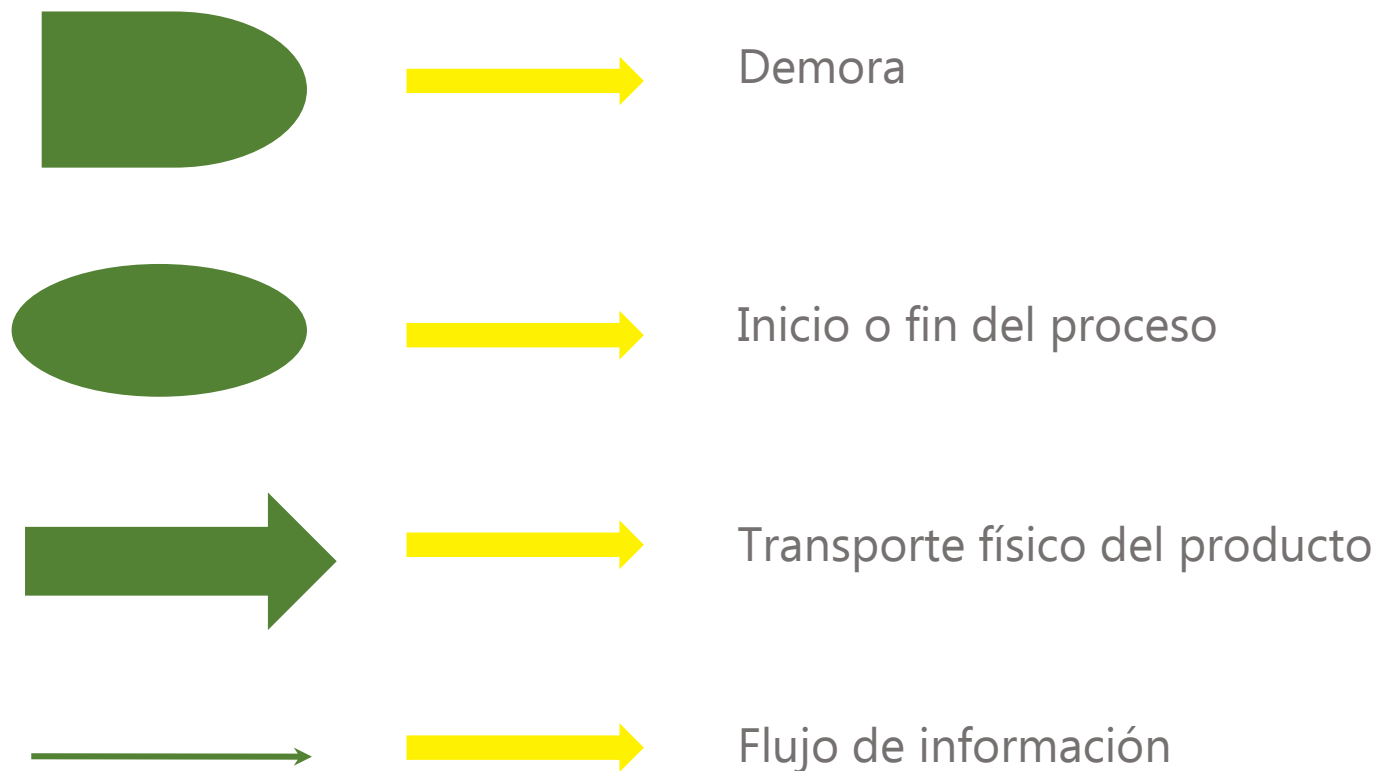 Demora
Inicio o fin del proceso
Transporte físico del producto
Flujo de información